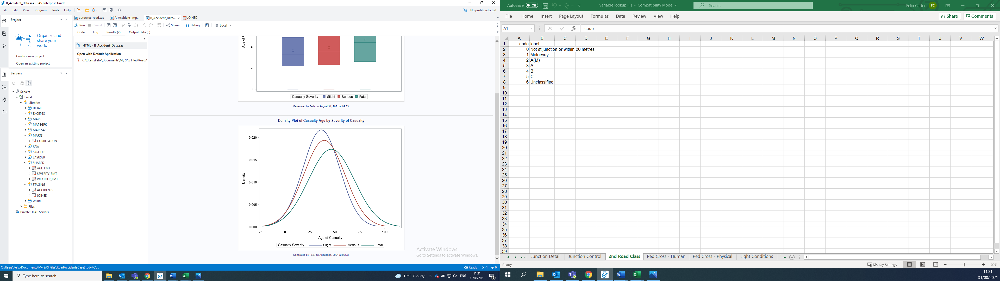 B_Accident_Data.sas - SAS Enterprise Guide
File Edit View Program Tools Help
No profile selected
Project
Organize and
share your
work.
Create a new project
Open an existing project
Servers
Servers
Local
Libraries
DETAIL
EXCEPTS
MAPS
MAPSGFK
MAPSSAS
MARTS
CORRELATION
RAW
SASHELP
SASUSER
SHARED
AGE_FMT
SEVERITY_FMT
WEATHER_FMT
STAGING
ACCIDENTS
JOINED
WORK
Files
Private OLAP Servers
autoexec_road.sas A_Accident_Imp... B_Accident_Data.... JOINED
Run Cancel Share Debug Local
Code Log Results (2) Output Data (0)
HTML - B_Accident_Data.sas
Open with Default Application
C:\Users\Felix\Documents\My SAS Files\RoadA
Age of C
40
20
0
Casualty Severity Slight Serious Fatal
Generated by Felix on August 31, 2021 at 09:33.
Density Plot of Casualty Age by Severity of Casualty
Density
0.020
0.015
0.010
0.005
0.000
-25 0 25 50 75 100
Age of Casualty
Casualty Severity Slight Serious Fatal
Generated by Felix on August 31, 2021 at 09:33.
Activate Windows
Go to Settings to activate Windows.
C:\Users\Felix\Documents\My SAS Files\RoadAccidentsCaseStudyFC\...
Ready 1 0
Type here to search
15°C Cloudy ENG 11:31
31/08/2021 5
AutoSave Off variable lookup (1) - Compatibility Mode Search Felix Carter FC
File Home Insert Page Layout Formulas Data Review View Help Share Comments
A1 fx code
A B C D E F G H I J K L M N O P Q R S T U V W
1 code label
2 0 Not at junction or within 20 metres
3 1 Motorway
4 2 A(M)
5 3 A
6 4 B
7 5 C
8 6 Unclassified
9
10
11
12
13
14
15
16
17
18
19
20
21
22
23
24
25
26
27
28
29
30
31
32
33
34
35
36
37
38
39
... Junction Detail Junction Control 2nd Road Class Ped Cross - Human Ped Cross - Physical Light Conditions ...
Ready Display Settings 100%
11:31
31/08/2021